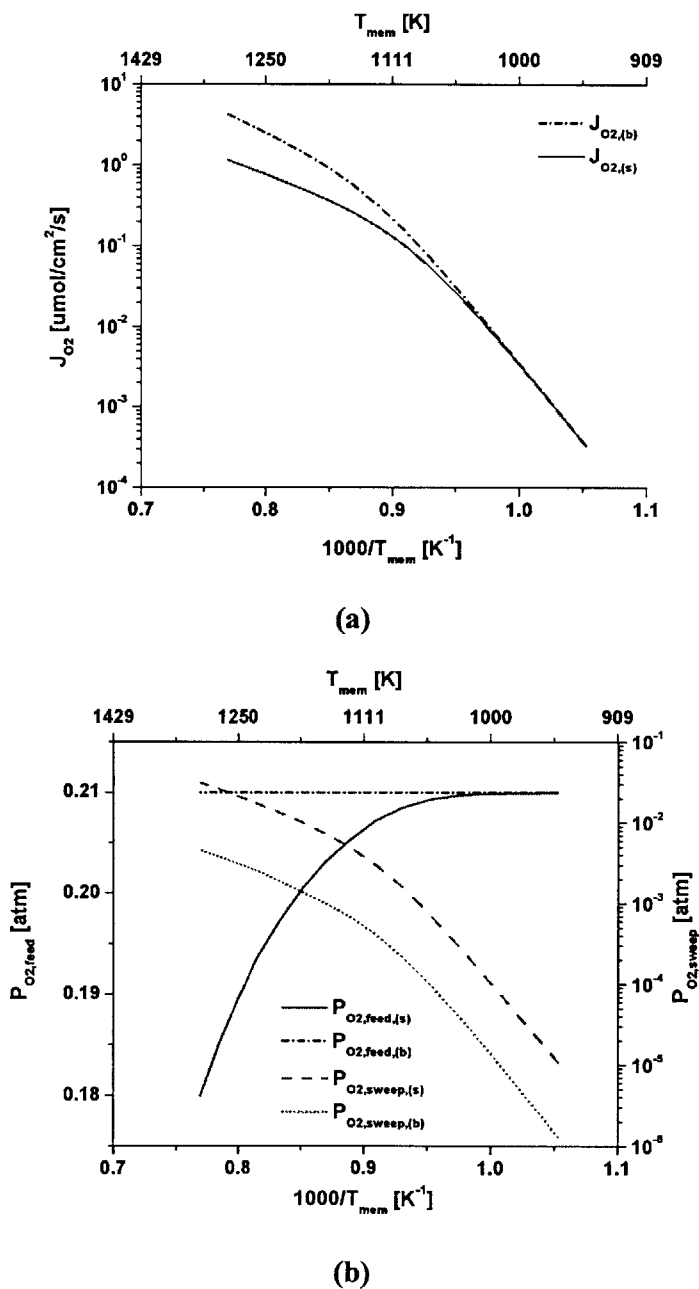 T_mem [K]
1429 1250 1111 1000 909
10^1
10^0
10^-1
10^-2
10^-3
10^-4
J_O2 [umol/cm^2/s]
J_O2,(b)
J_O2,(s)
0.7 0.8 0.9 1.0 1.1
1000/T_mem [K^-1]
(a)
T_mem [K]
1429 1250 1111 1000 909
0.21
0.20
0.19
0.18
P_O2,feed [atm]
10^-1
10^-2
10^-3
10^-4
10^-5
10^-6
P_O2,sweep [atm]
P_O2,feed,(s)
P_O2,feed,(b)
P_O2,sweep,(s)
P_O2,sweep,(b)
0.7 0.8 0.9 1.0 1.1
1000/T_mem [K^-1]
(b)